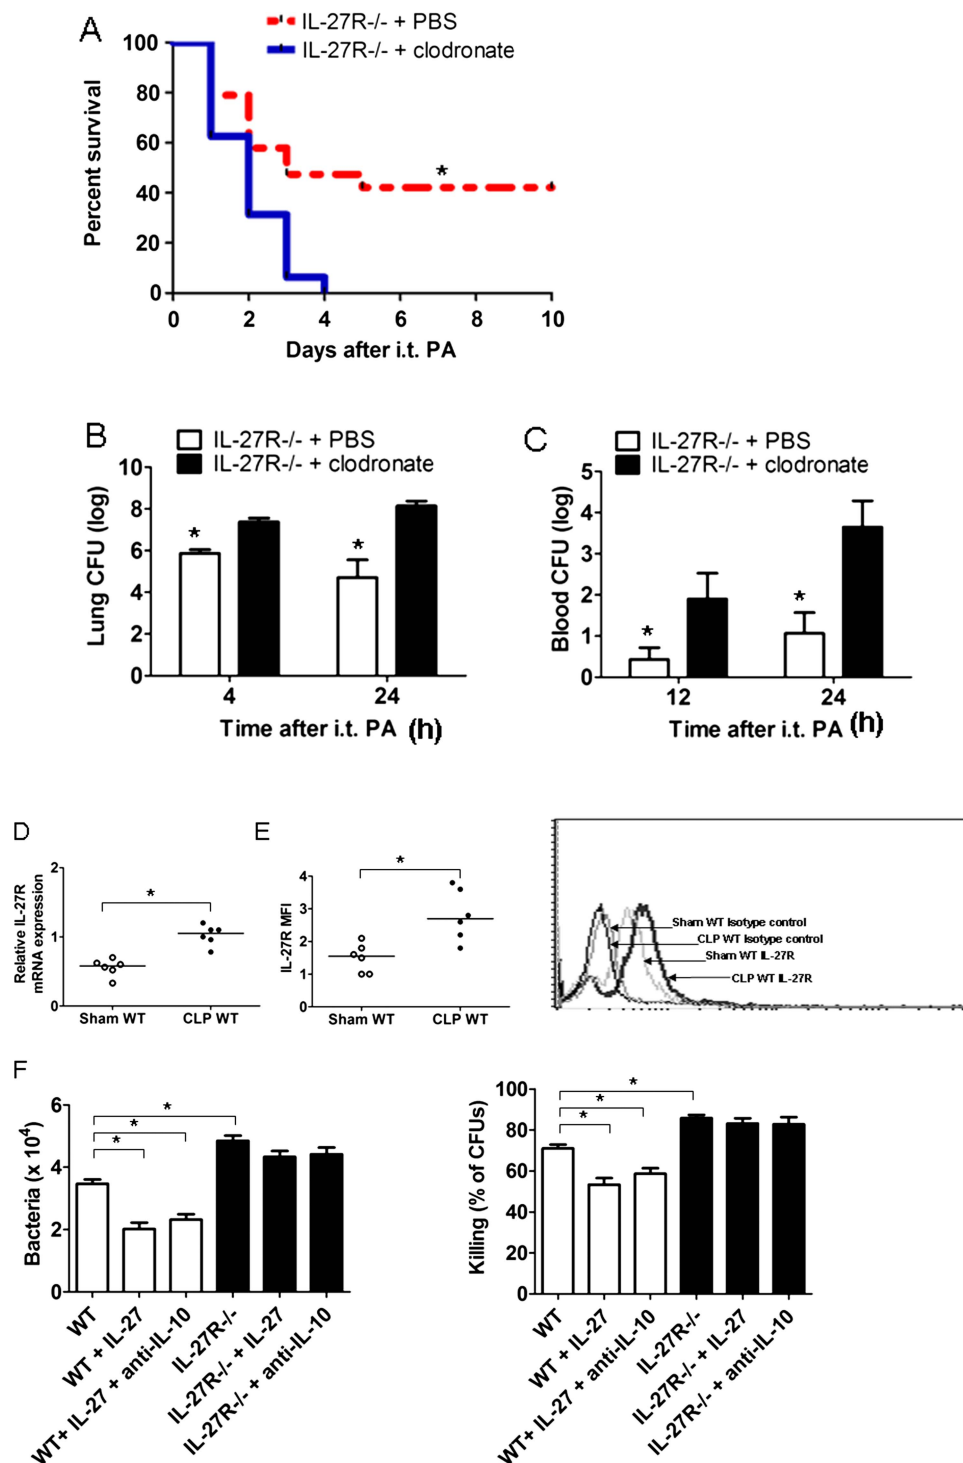 A
IL-27R-/- + PBS
IL-27R-/- + clodronate
Percent survival
100
80
60
40
20
0
0 2 4 6 8 10
*
Days after i.t. PA
B
IL-27R-/- + PBS
IL-27R-/- + clodronate
Lung CFU (log)
10
8
6
4
2
0
* *
4 24
Time after i.t. PA (h)
C
IL-27R-/- + PBS
IL-27R-/- + clodronate
Blood CFU (log)
5
4
3
2
1
0
* *
12 24
Time after i.t. PA (h)
D
Relative IL-27R
mRNA expression
2
1
0
*
Sham WT CLP WT
E
IL-27R MFI
4
3
2
1
0
*
Sham WT CLP WT
Sham WT Isotype control
CLP WT Isotype control
Sham WT IL-27R
CLP WT IL-27R
F
Bacteria (x 10⁴)
6
4
2
0
*
*
*
WT
WT + IL-27
WT+ IL-27 + anti-IL-10
IL-27R-/-
IL-27R-/- + IL-27
IL-27R-/- + anti-IL-10
Killing (% of CFUs)
100
80
60
40
20
0
*
*
*
WT
WT + IL-27
WT+ IL-27 + anti-IL-10
IL-27R-/-
IL-27R-/- + IL-27
IL-27R-/- + anti-IL-10